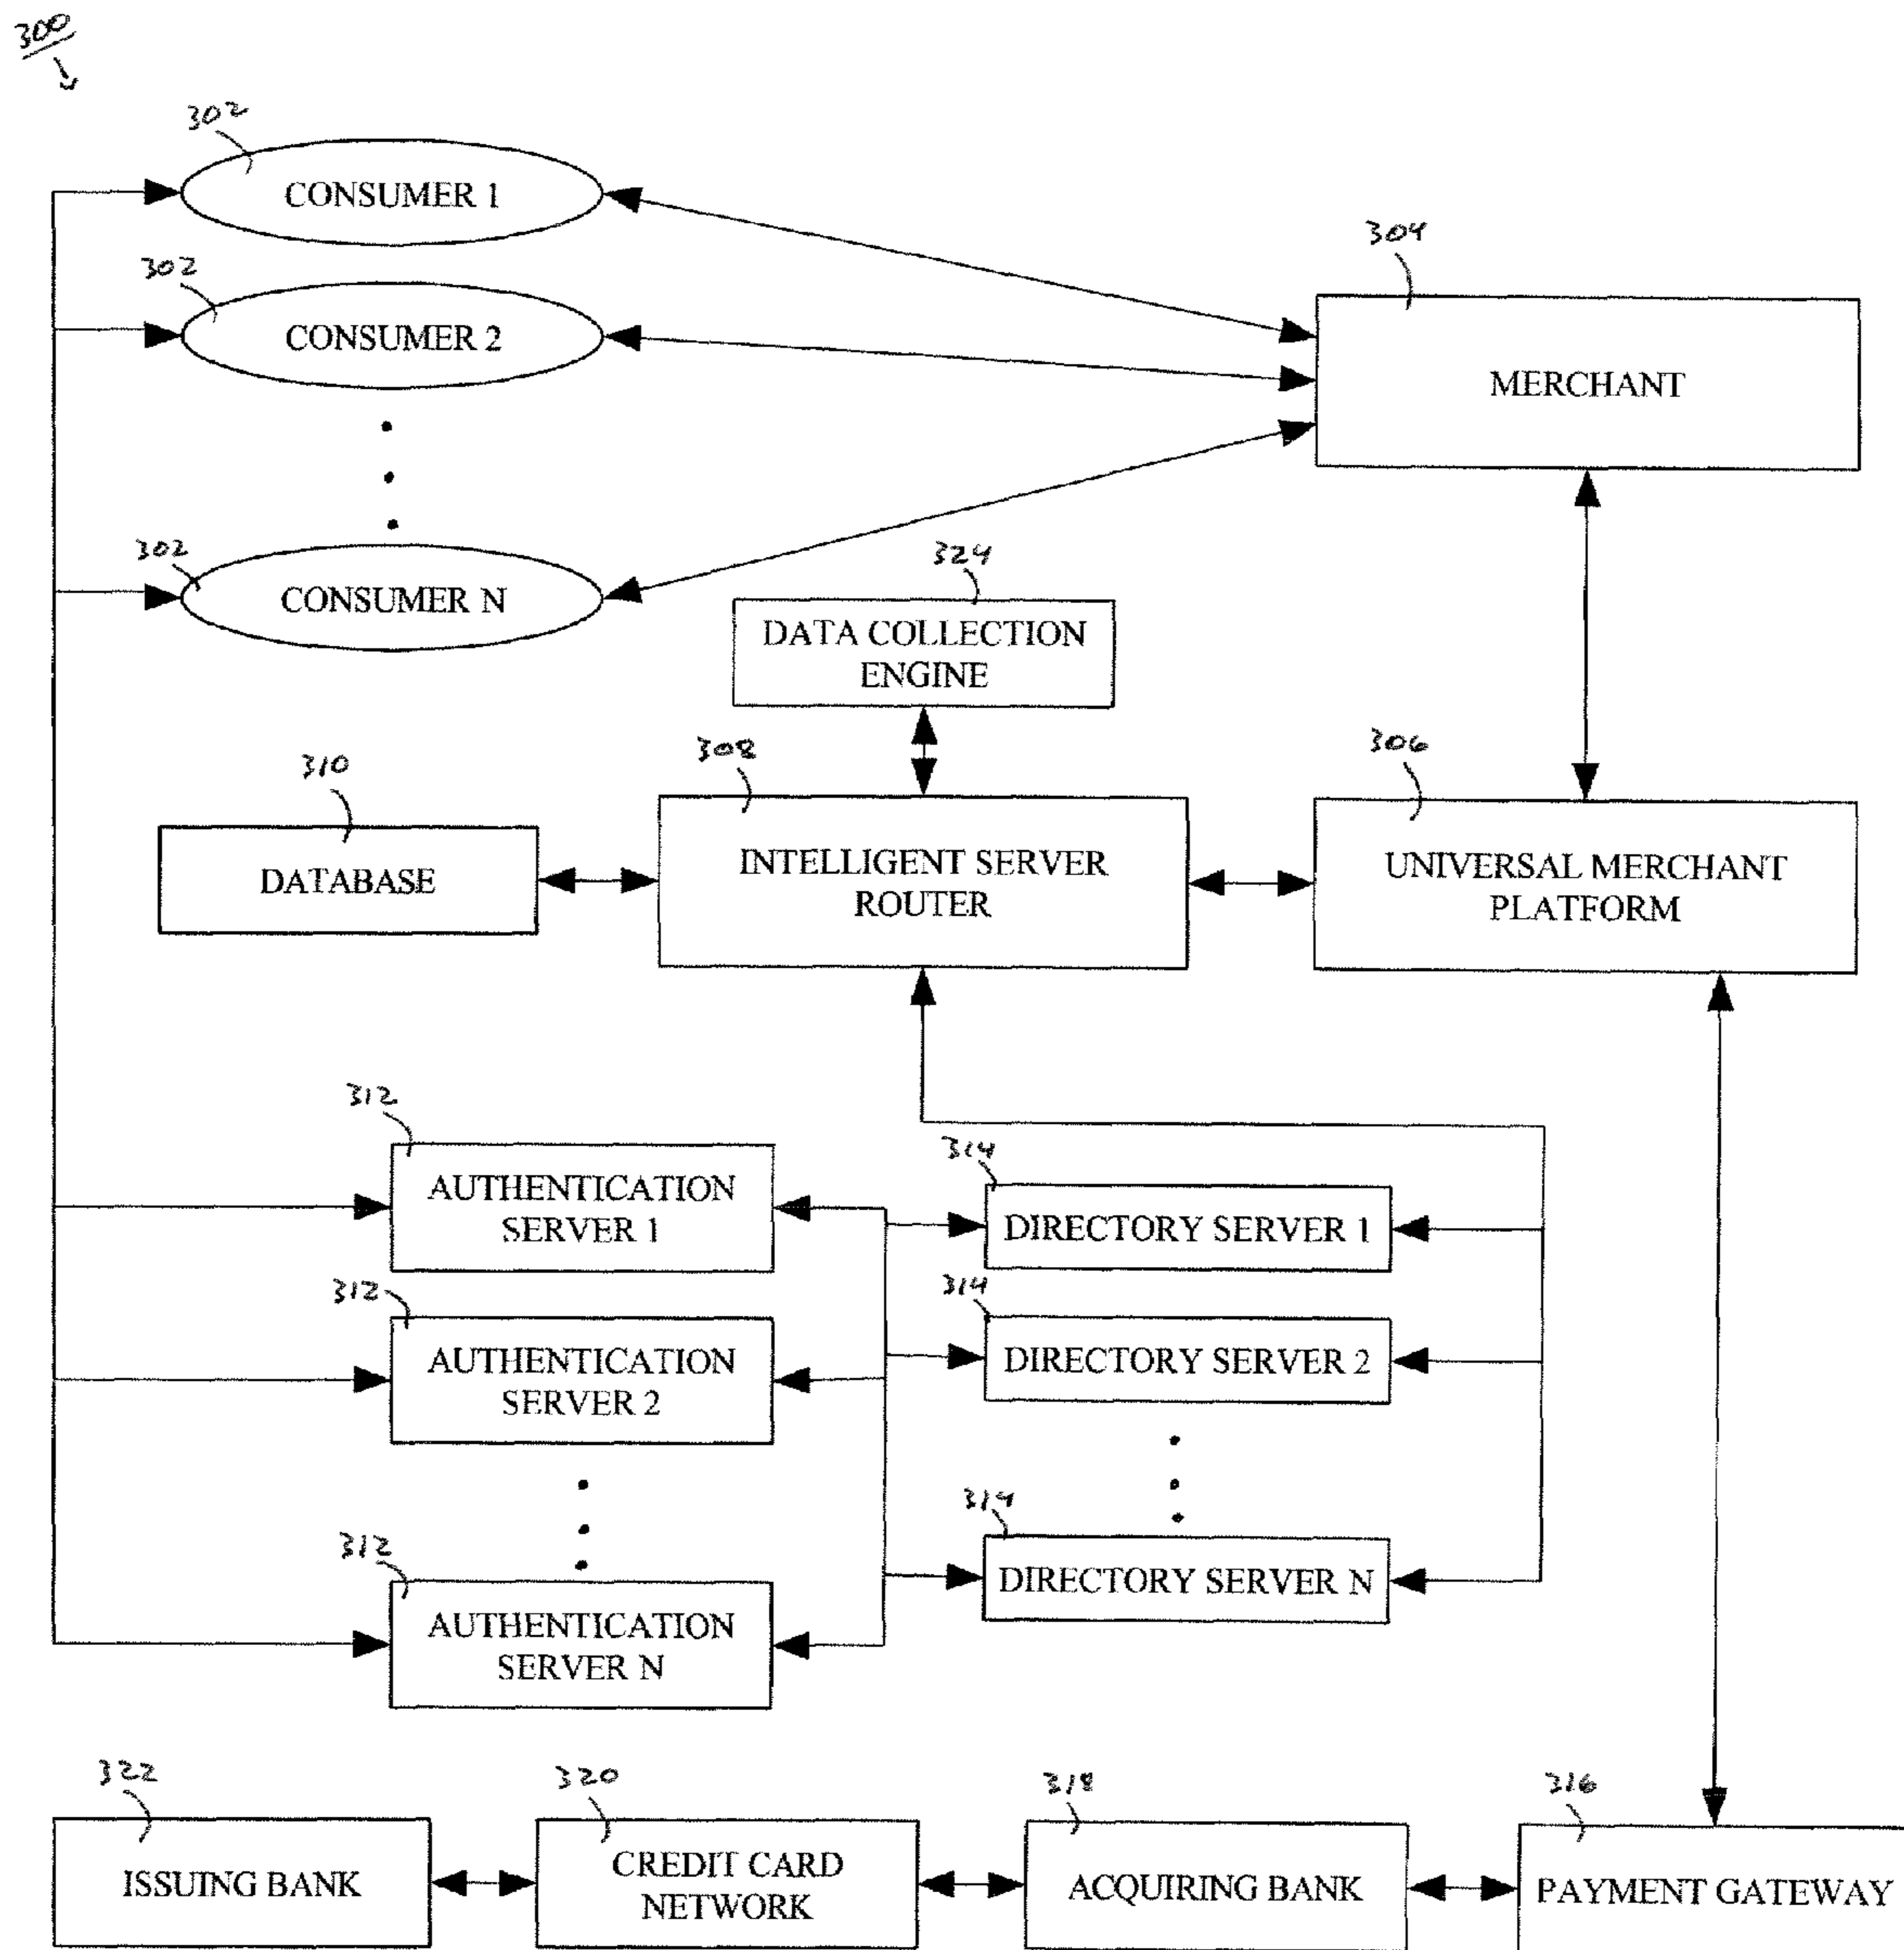 300
302
CONSUMER 1
302
CONSUMER 2
304
MERCHANT
302
CONSUMER N
324
DATA COLLECTION
ENGINE
310
DATABASE
308
INTELLIGENT SERVER
ROUTER
306
UNIVERSAL MERCHANT
PLATFORM
312
AUTHENTICATION
SERVER 1
314
DIRECTORY SERVER 1
312
AUTHENTICATION
SERVER 2
314
DIRECTORY SERVER 2
312
AUTHENTICATION
SERVER N
314
DIRECTORY SERVER N
322
ISSUING BANK
320
CREDIT CARD
NETWORK
318
ACQUIRING BANK
316
PAYMENT GATEWAY